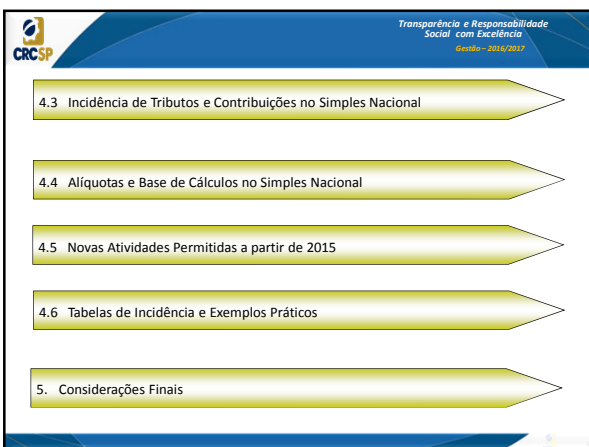 Transparência e Responsabilidade
Social com Excelência
Gestão – 2016/2017
CRCSP
4.3 Incidência de Tributos e Contribuições no Simples Nacional
4.4 Alíquotas e Base de Cálculos no Simples Nacional
4.5 Novas Atividades Permitidas a partir de 2015
4.6 Tabelas de Incidência e Exemplos Práticos
5. Considerações Finais